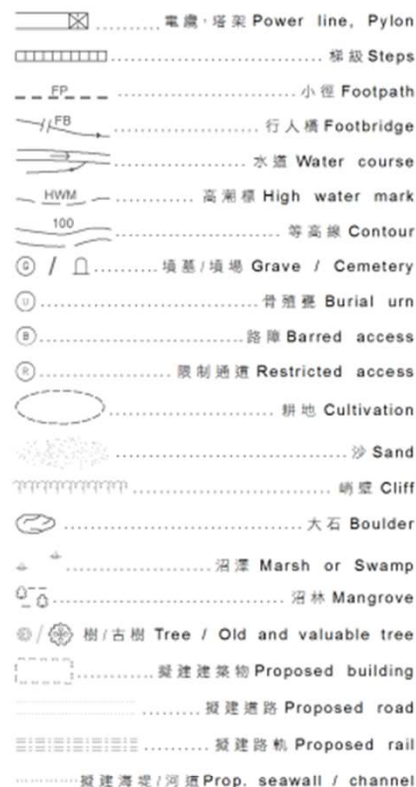 電纜，塔架 Power line, Pylon
梯級 Steps
FP 小徑 Footpath
FB 行人橋 Footbridge
水道 Water course
HWM 高潮標 High water mark
100 等高線 Contour
G / 墳墓/墳場 Grave / Cemetery
U 骨殖甕 Burial urn
B 路障 Barred access
R 限制通道 Restricted access
耕地 Cultivation
沙 Sand
峭壁 Cliff
大石 Boulder
沼澤 Marsh or Swamp
沼林 Mangrove
/ 樹/古樹 Tree / Old and valuable tree
擬建建築物 Proposed building
擬建道路 Proposed road
擬建路軌 Proposed rail
擬建海堤/河道 Prop. seawall / channel